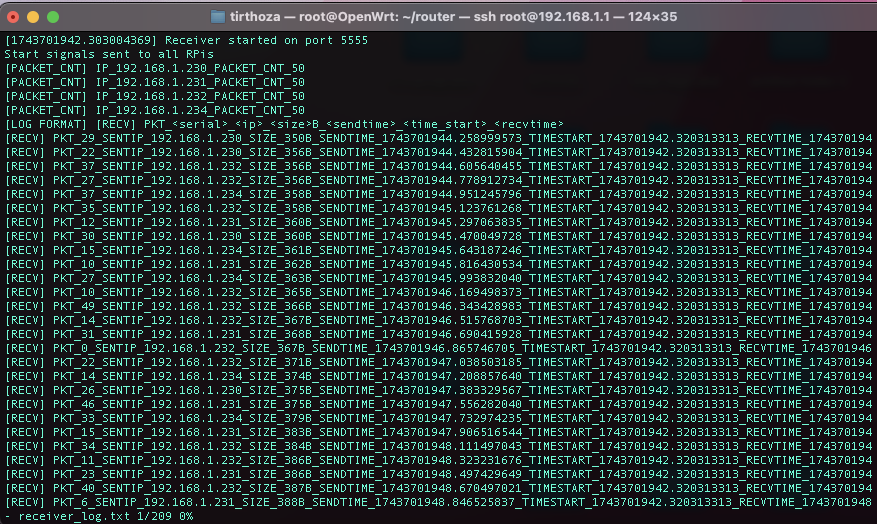 tirthoza — root@OpenWrt: ~/router — ssh root@192.168.1.1 — 124×35
[1743701942.303004369] Receiver started on port 5555
Start signals sent to all RPis
[PACKET_CNT] IP_192.168.1.230_PACKET_CNT_50
[PACKET_CNT] IP_192.168.1.231_PACKET_CNT_50
[PACKET_CNT] IP_192.168.1.232_PACKET_CNT_50
[PACKET_CNT] IP_192.168.1.234_PACKET_CNT_50
[LOG FORMAT] [RECV] PKT_<serial>_<ip>_<size>B_<sendtime>_<time_start>_<recvtime>
[RECV] PKT_29_SENTIP_192.168.1.230_SIZE_350B_SENDTIME_1743701944.258999573_TIMESTART_1743701942.320313313_RECVTIME_174370194
[RECV] PKT_22_SENTIP_192.168.1.230_SIZE_356B_SENDTIME_1743701944.432815904_TIMESTART_1743701942.320313313_RECVTIME_174370194
[RECV] PKT_37_SENTIP_192.168.1.232_SIZE_356B_SENDTIME_1743701944.605640455_TIMESTART_1743701942.320313313_RECVTIME_174370194
[RECV] PKT_27_SENTIP_192.168.1.232_SIZE_356B_SENDTIME_1743701944.778912734_TIMESTART_1743701942.320313313_RECVTIME_174370194
[RECV] PKT_37_SENTIP_192.168.1.234_SIZE_358B_SENDTIME_1743701944.951245796_TIMESTART_1743701942.320313313_RECVTIME_174370194
[RECV] PKT_35_SENTIP_192.168.1.232_SIZE_358B_SENDTIME_1743701945.123761268_TIMESTART_1743701942.320313313_RECVTIME_174370194
[RECV] PKT_12_SENTIP_192.168.1.231_SIZE_360B_SENDTIME_1743701945.297063835_TIMESTART_1743701942.320313313_RECVTIME_174370194
[RECV] PKT_30_SENTIP_192.168.1.230_SIZE_360B_SENDTIME_1743701945.470049728_TIMESTART_1743701942.320313313_RECVTIME_174370194
[RECV] PKT_15_SENTIP_192.168.1.234_SIZE_361B_SENDTIME_1743701945.643187246_TIMESTART_1743701942.320313313_RECVTIME_174370194
[RECV] PKT_10_SENTIP_192.168.1.231_SIZE_362B_SENDTIME_1743701945.816430534_TIMESTART_1743701942.320313313_RECVTIME_174370194
[RECV] PKT_27_SENTIP_192.168.1.234_SIZE_363B_SENDTIME_1743701945.993832040_TIMESTART_1743701942.320313313_RECVTIME_174370194
[RECV] PKT_10_SENTIP_192.168.1.232_SIZE_365B_SENDTIME_1743701946.169498373_TIMESTART_1743701942.320313313_RECVTIME_174370194
[RECV] PKT_49_SENTIP_192.168.1.232_SIZE_366B_SENDTIME_1743701946.343428983_TIMESTART_1743701942.320313313_RECVTIME_174370194
[RECV] PKT_14_SENTIP_192.168.1.232_SIZE_367B_SENDTIME_1743701946.515768703_TIMESTART_1743701942.320313313_RECVTIME_174370194
[RECV] PKT_31_SENTIP_192.168.1.231_SIZE_368B_SENDTIME_1743701946.690415928_TIMESTART_1743701942.320313313_RECVTIME_174370194
[RECV] PKT_0_SENTIP_192.168.1.232_SIZE_367B_SENDTIME_1743701946.865746705_TIMESTART_1743701942.320313313_RECVTIME_1743701946
[RECV] PKT_22_SENTIP_192.168.1.232_SIZE_371B_SENDTIME_1743701947.038503185_TIMESTART_1743701942.320313313_RECVTIME_174370194
[RECV] PKT_14_SENTIP_192.168.1.234_SIZE_374B_SENDTIME_1743701947.208857640_TIMESTART_1743701942.320313313_RECVTIME_174370194
[RECV] PKT_26_SENTIP_192.168.1.230_SIZE_375B_SENDTIME_1743701947.383329567_TIMESTART_1743701942.320313313_RECVTIME_174370194
[RECV] PKT_46_SENTIP_192.168.1.232_SIZE_375B_SENDTIME_1743701947.556282040_TIMESTART_1743701942.320313313_RECVTIME_174370194
[RECV] PKT_33_SENTIP_192.168.1.234_SIZE_379B_SENDTIME_1743701947.732974235_TIMESTART_1743701942.320313313_RECVTIME_174370194
[RECV] PKT_15_SENTIP_192.168.1.231_SIZE_383B_SENDTIME_1743701947.906516544_TIMESTART_1743701942.320313313_RECVTIME_174370194
[RECV] PKT_34_SENTIP_192.168.1.232_SIZE_384B_SENDTIME_1743701948.111497043_TIMESTART_1743701942.320313313_RECVTIME_174370194
[RECV] PKT_11_SENTIP_192.168.1.232_SIZE_386B_SENDTIME_1743701948.323231676_TIMESTART_1743701942.320313313_RECVTIME_174370194
[RECV] PKT_23_SENTIP_192.168.1.231_SIZE_386B_SENDTIME_1743701948.497429649_TIMESTART_1743701942.320313313_RECVTIME_174370194
[RECV] PKT_40_SENTIP_192.168.1.232_SIZE_387B_SENDTIME_1743701948.670497021_TIMESTART_1743701942.320313313_RECVTIME_174370194
[RECV] PKT_6_SENTIP_192.168.1.231_SIZE_388B_SENDTIME_1743701948.846525837_TIMESTART_1743701942.320313313_RECVTIME_1743701948
- receiver_log.txt 1/209 0%